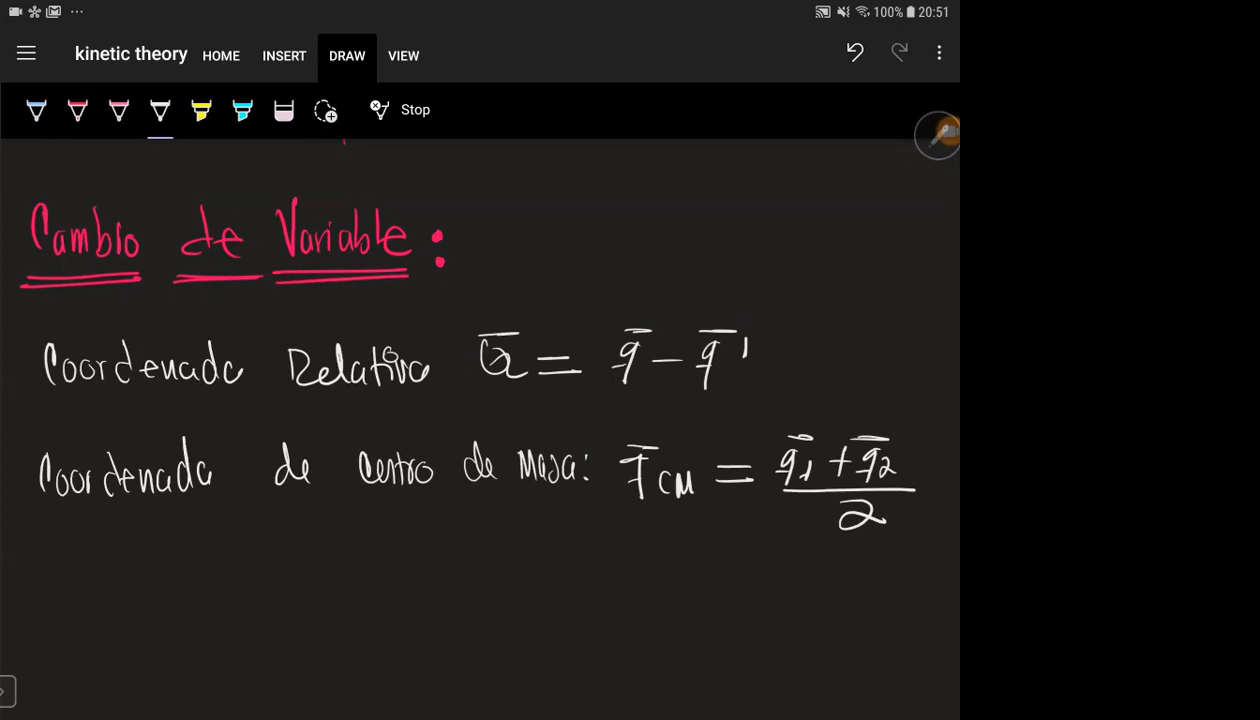 100% 20:51
kinetic theory HOME INSERT DRAW VIEW
Stop
Cambio de Variable:
Coordenada Relativa Q̄ = q̄ − q̄'
Coordenada de centro de Masa: q̄CM = (q̄1 + q̄2)/2